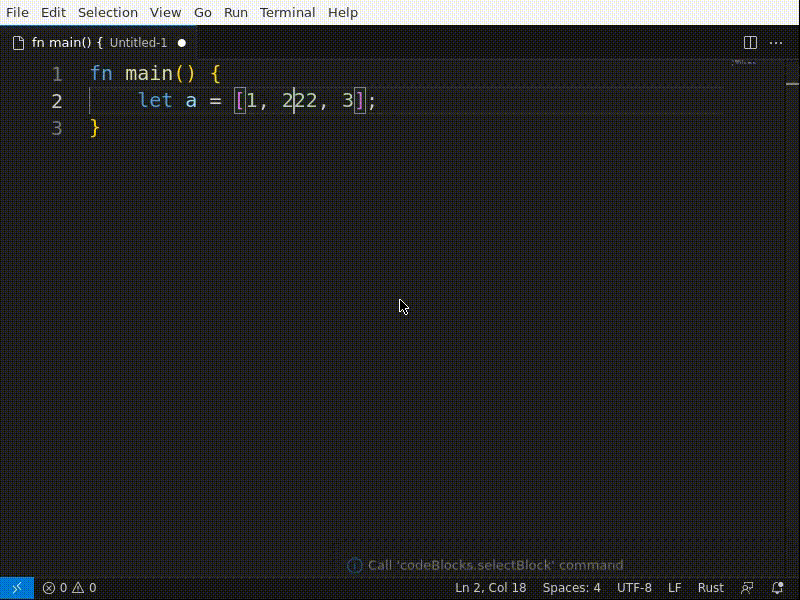 File Edit Selection View Go Run Terminal Help
fn main() { Untitled-1
1 fn main() {
2 let a = [1, 222, 3];
3 }
Call 'codeBlocks.selectBlock' command
0 0 Ln 2, Col 18 Spaces: 4 UTF-8 LF Rust